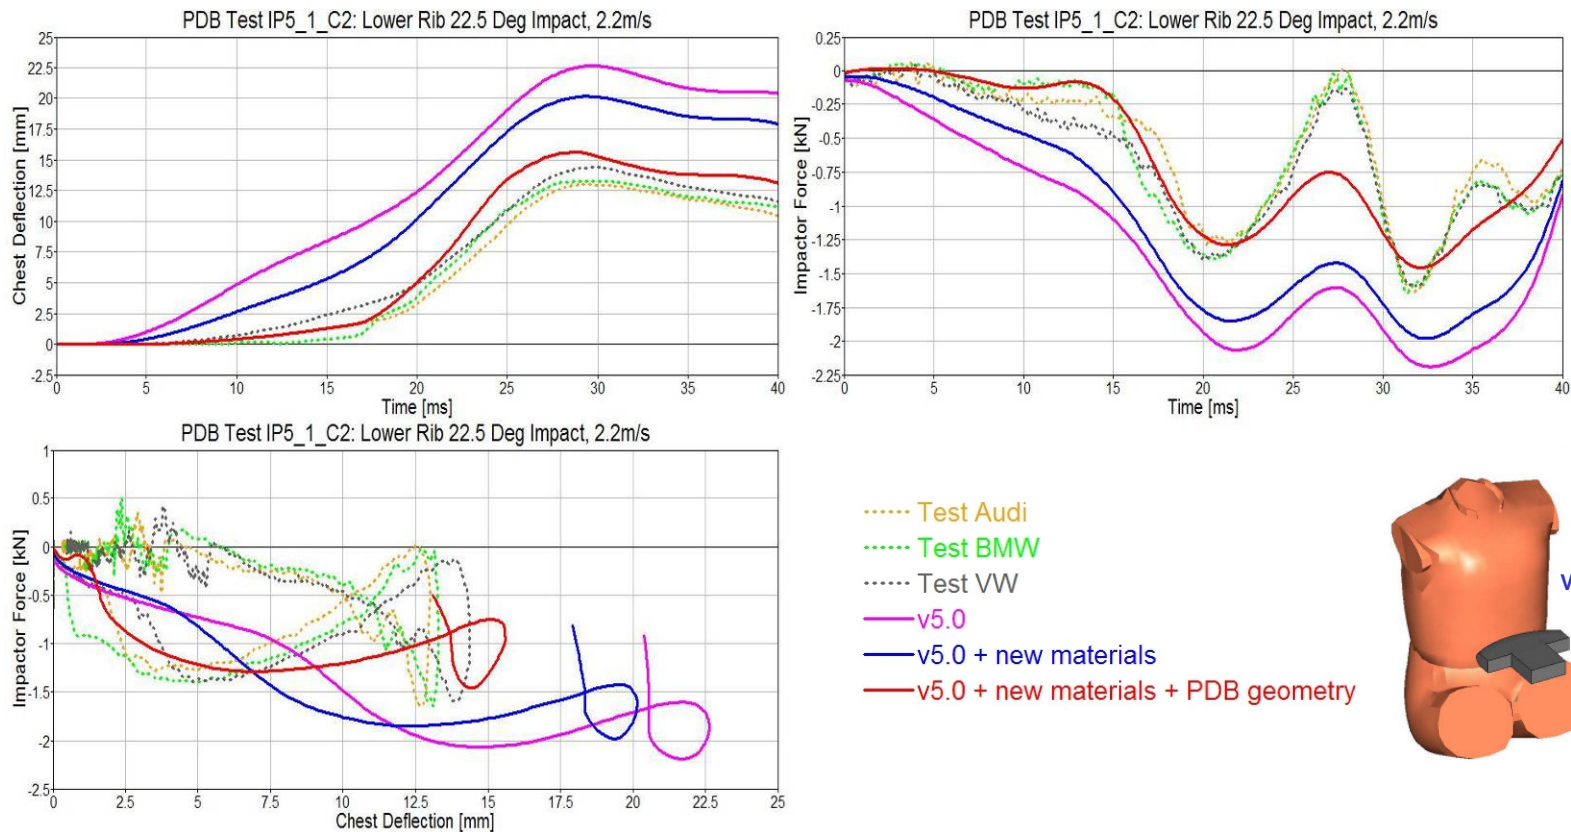 PDB Test IP5_1_C2: Lower Rib 22.5 Deg Impact, 2.2m/s
25
22.5
20
17.5
15
12.5
10
7.5
5
2.5
0
-2.5
Chest Deflection [mm]
0 5 10 15 20 25 30 35 40
Time [ms]
PDB Test IP5_1_C2: Lower Rib 22.5 Deg Impact, 2.2m/s
0.25
0
-0.25
-0.5
-0.75
-1
-1.25
-1.5
-1.75
-2
-2.25
Impactor Force [kN]
0 5 10 15 20 25 30 35 40
Time [ms]
PDB Test IP5_1_C2: Lower Rib 22.5 Deg Impact, 2.2m/s
1
0.5
0
-0.5
-1
-1.5
-2
-2.5
Impactor Force [kN]
0 2.5 5 7.5 10 12.5 15 17.5 20 22.5 25
Chest Deflection [mm]
Test Audi
Test BMW
Test VW
v5.0
v5.0 + new materials
v5.0 + new materials + PDB geometry
v